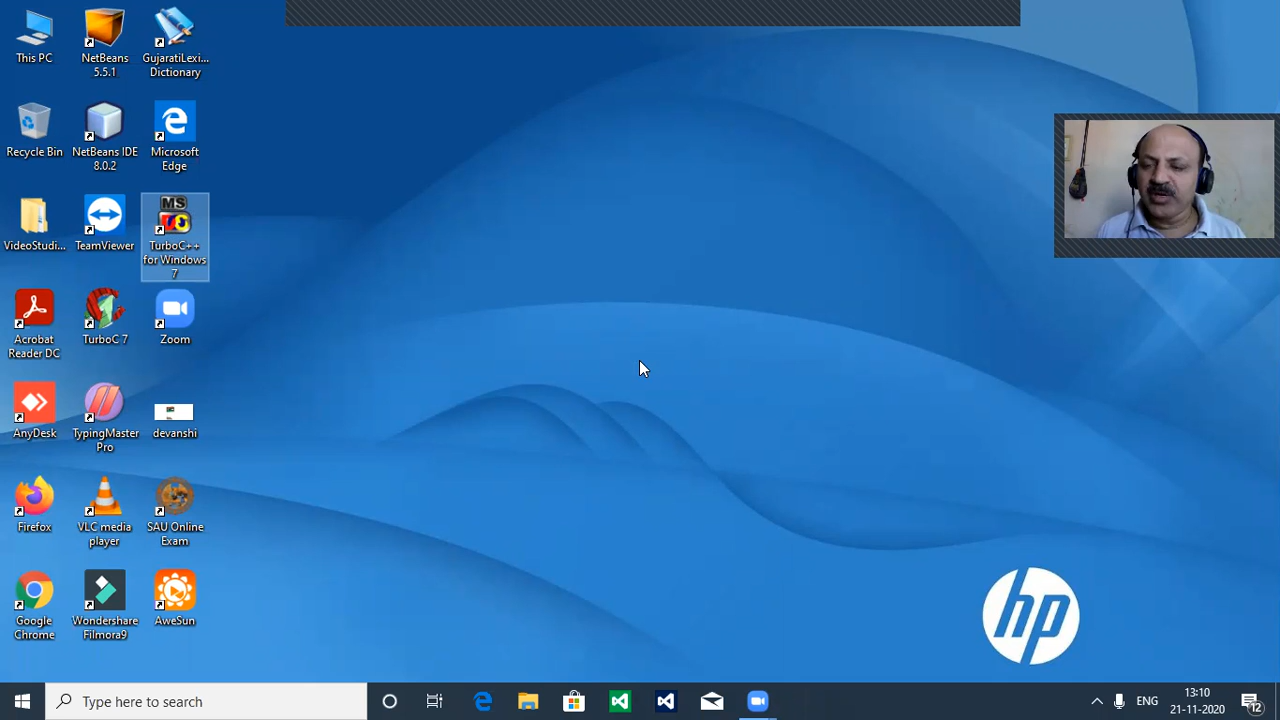 This PC
NetBeans
5.5.1
GujaratiLexi...
Dictionary
Recycle Bin
NetBeans IDE
8.0.2
Microsoft
Edge
VideoStudi...
TeamViewer
MS
TurboC++
for Windows
7
Acrobat
Reader DC
TurboC 7
Zoom
AnyDesk
TypingMaster
Pro
devanshi
Firefox
VLC media
player
SAU Online
Exam
Google
Chrome
Wondershare
Filmora9
AweSun
hp
Type here to search
ENG
13:10
21-11-2020
12